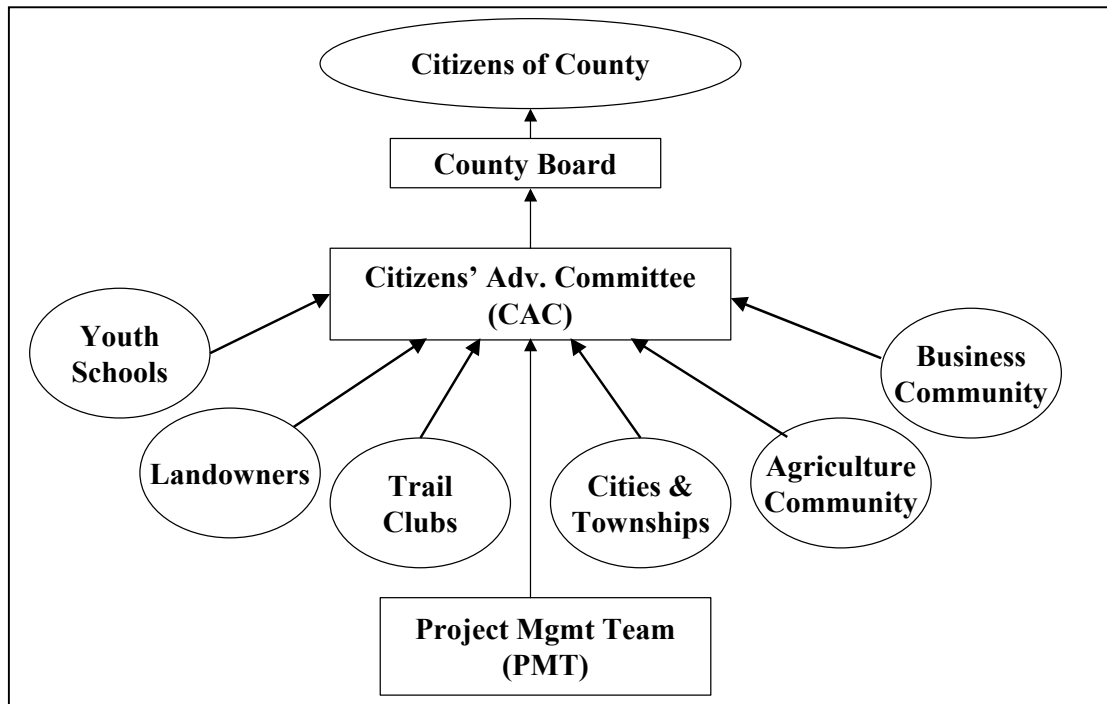 Citizens of County
County Board
Citizens’ Adv. Committee
(CAC)
Youth
Schools
Business
Community
Landowners
Trail
Clubs
Cities &
Townships
Agriculture
Community
Project Mgmt Team
(PMT)